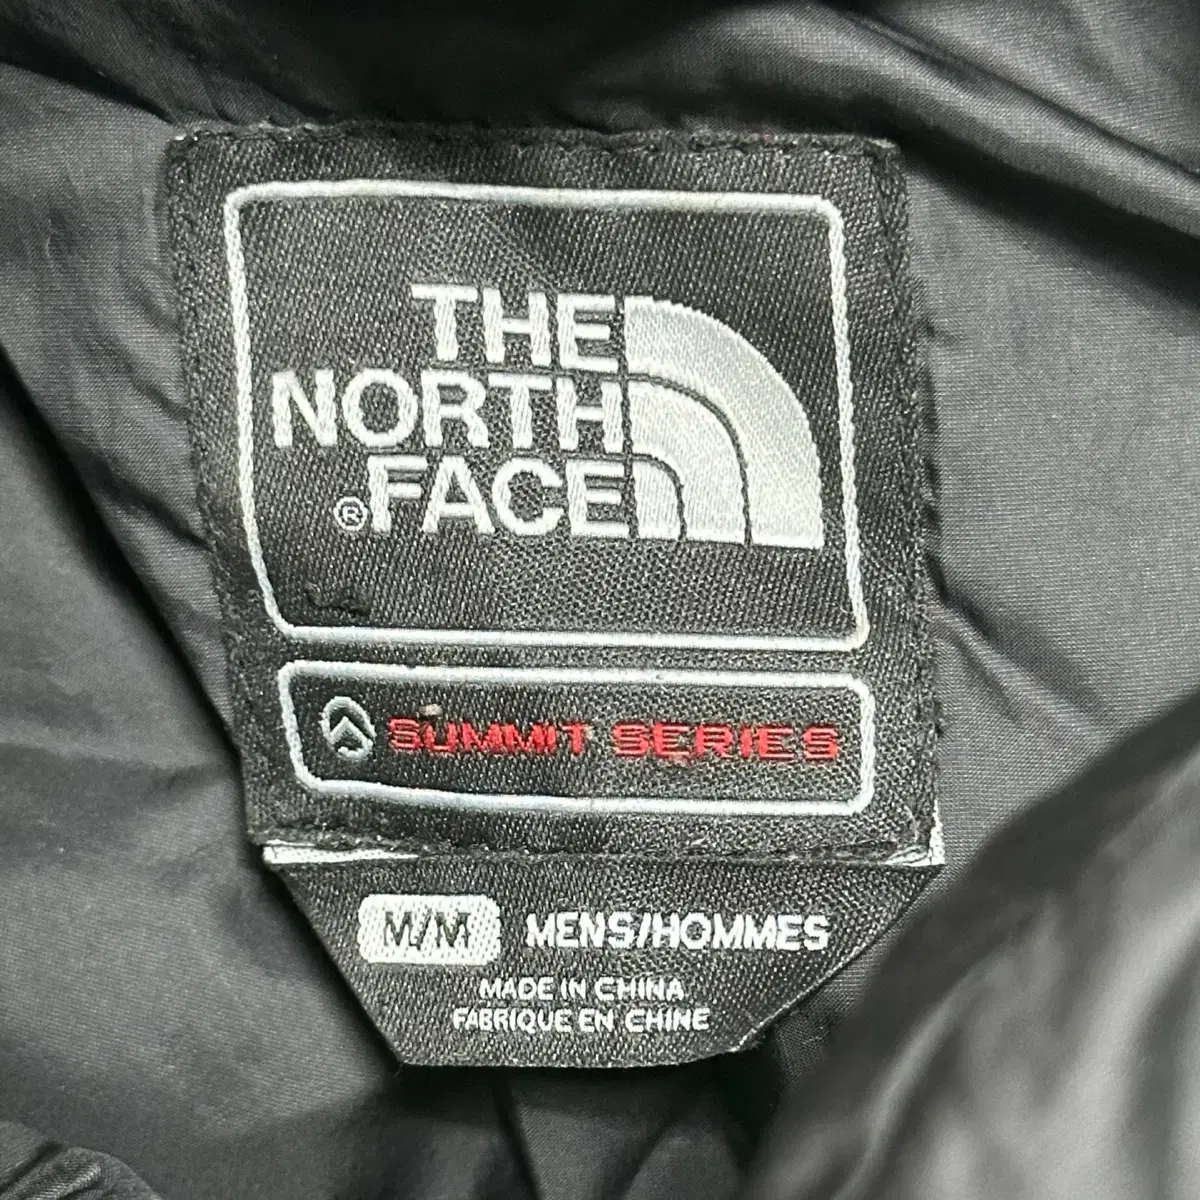 THE
NORTH
®FACE
SUMMIT SERIES
M/M MENS/HOMMES
MADE IN CHINA
FABRIQUE EN CHINE